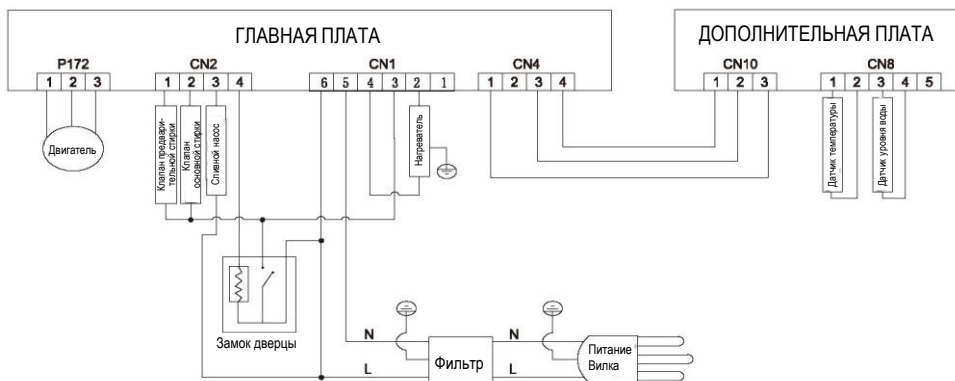 ГЛАВНАЯ ПЛАТА
ДОПОЛНИТЕЛЬНАЯ ПЛАТА
P172
CN2
CN1
CN4
CN10
CN8
1 2 3
1 2 3 4
6 5 4 3 2 1
1 2 3 4
1 2 3
1 2 3 4 5
Двигатель
Клапан предвари-
тельной стирки
Клапан
основной стирки
Сливной насос
Нагреватель
Датчик температуры
Датчик уровня воды
Замок дверцы
N
L
Фильтр
N
L
Питание
Вилка